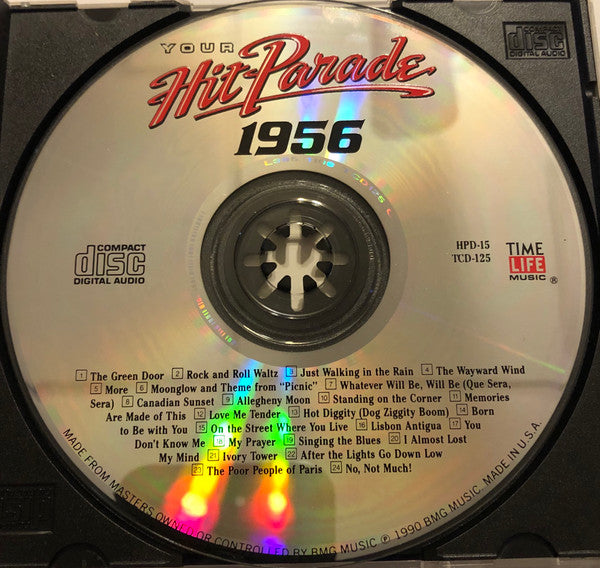 YOUR
Hit-Parade
1956
COMPACT
disc
DIGITAL AUDIO
COMPACT
disc
DIGITAL AUDIO
HPD-15
TCD-125
TIME
LIFE
MUSIC ®
1 The Green Door 2 Rock and Roll Waltz 3 Just Walking in the Rain 4 The Wayward Wind
5 More 6 Moonglow and Theme from "Picnic" 7 Whatever Will Be, Will Be (Que Sera,
Sera) 8 Canadian Sunset 9 Allegheny Moon 10 Standing on the Corner 11 Memories
Are Made of This 12 Love Me Tender 13 Hot Diggity (Dog Ziggity Boom) 14 Born
to Be with You 15 On the Street Where You Live 16 Lisbon Antigua 17 You
Don't Know Me 18 My Prayer 19 Singing the Blues 20 I Almost Lost
My Mind 21 Ivory Tower 22 After the Lights Go Down Low
23 The Poor People of Paris 24 No, Not Much!
MADE FROM MASTERS OWNED OR CONTROLLED BY BMG MUSIC ℗ 1990 BMG MUSIC. MADE IN U.S.A.